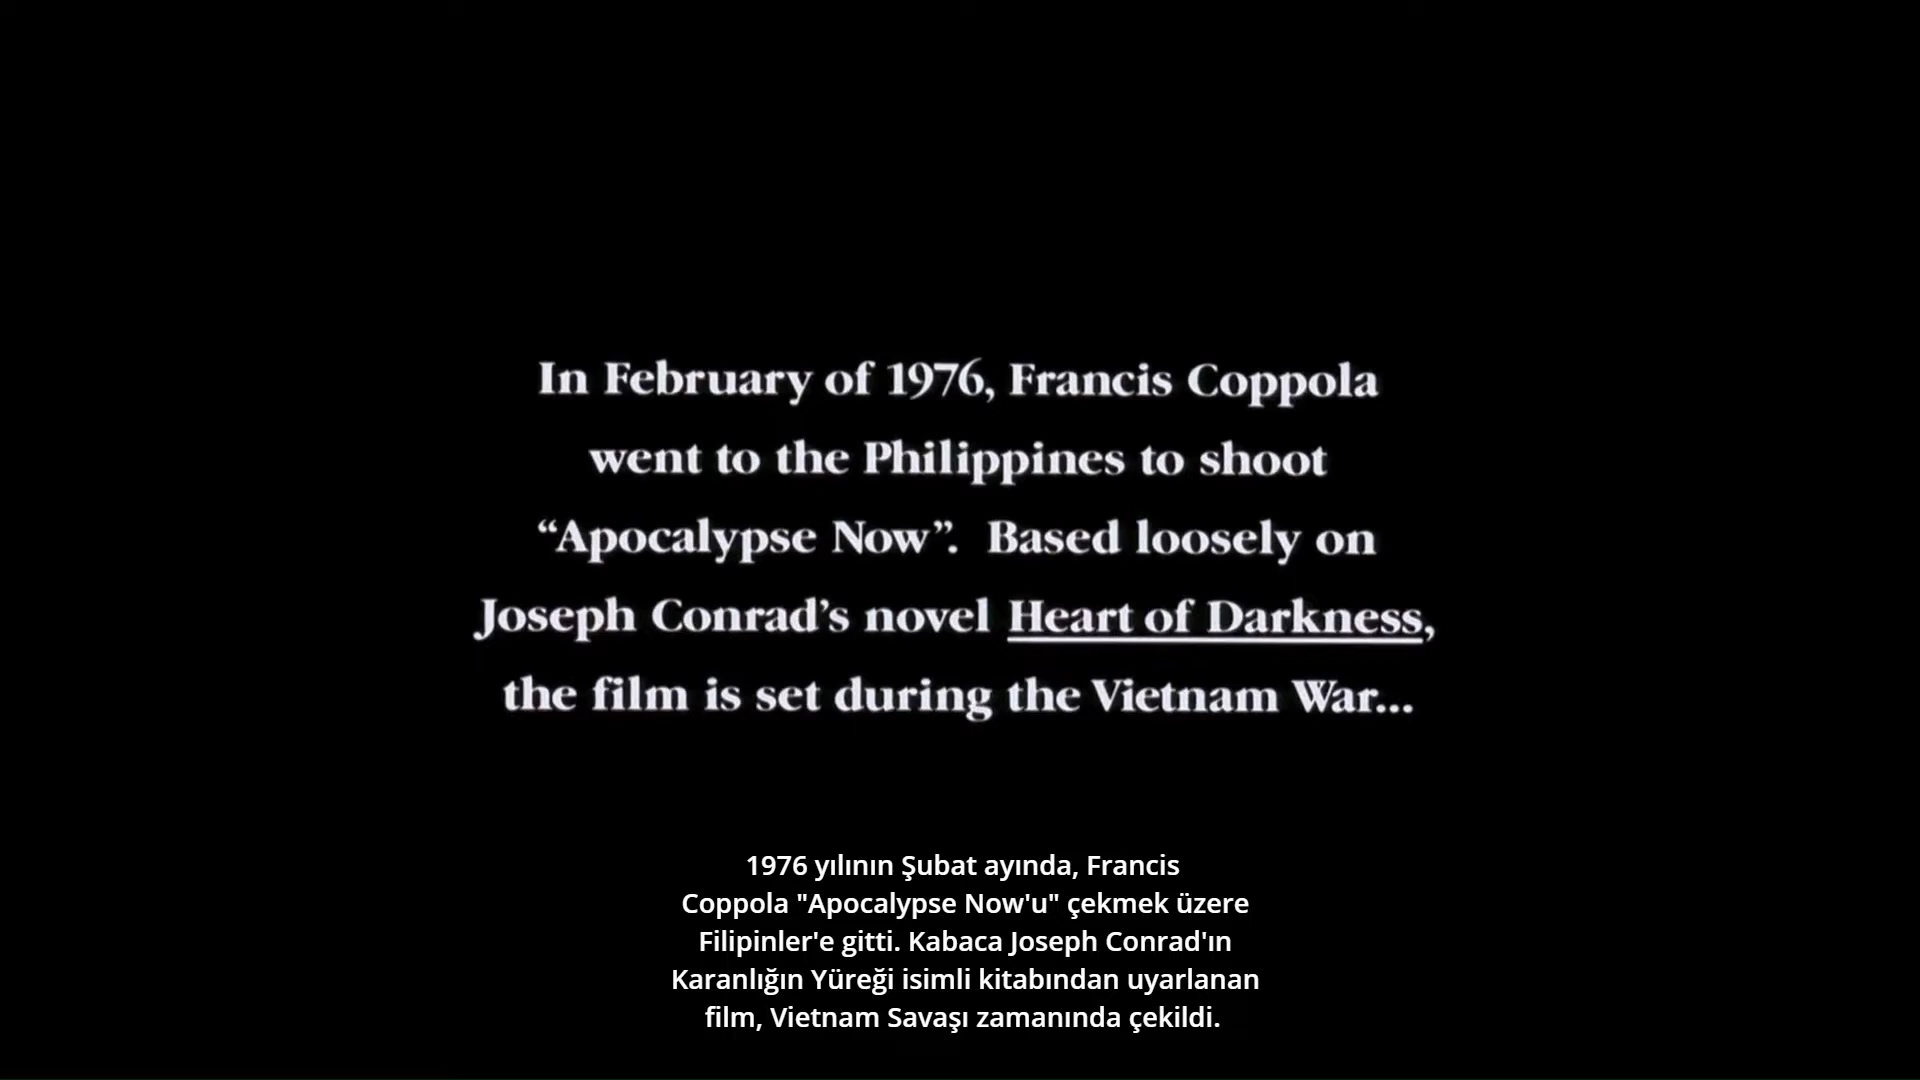 In February of 1976, Francis Coppola
went to the Philippines to shoot
“Apocalypse Now”.  Based loosely on
Joseph Conrad’s novel Heart of Darkness,
the film is set during the Vietnam War...
1976 yılının Şubat ayında, Francis
Coppola "Apocalypse Now'u" çekmek üzere
Filipinler'e gitti. Kabaca Joseph Conrad'ın
Karanlığın Yüreği isimli kitabından uyarlanan
film, Vietnam Savaşı zamanında çekildi.